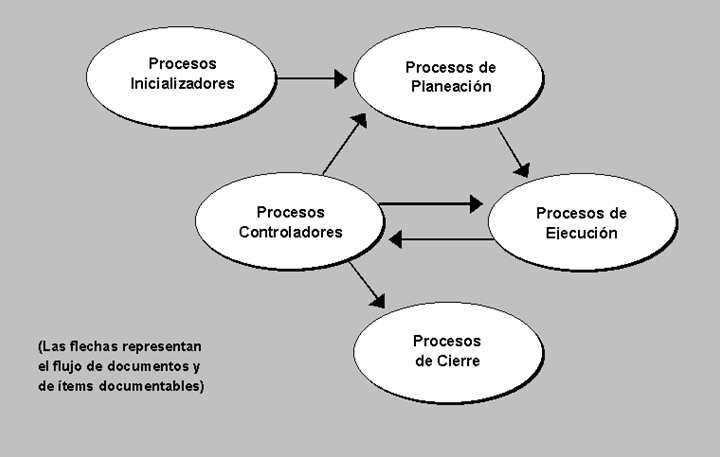 Procesos
Inicializadores
Procesos de
Planeación
Procesos
Controladores
Procesos de
Ejecución
Procesos
de Cierre
(Las flechas representan
el flujo de documentos y
de ítems documentables)